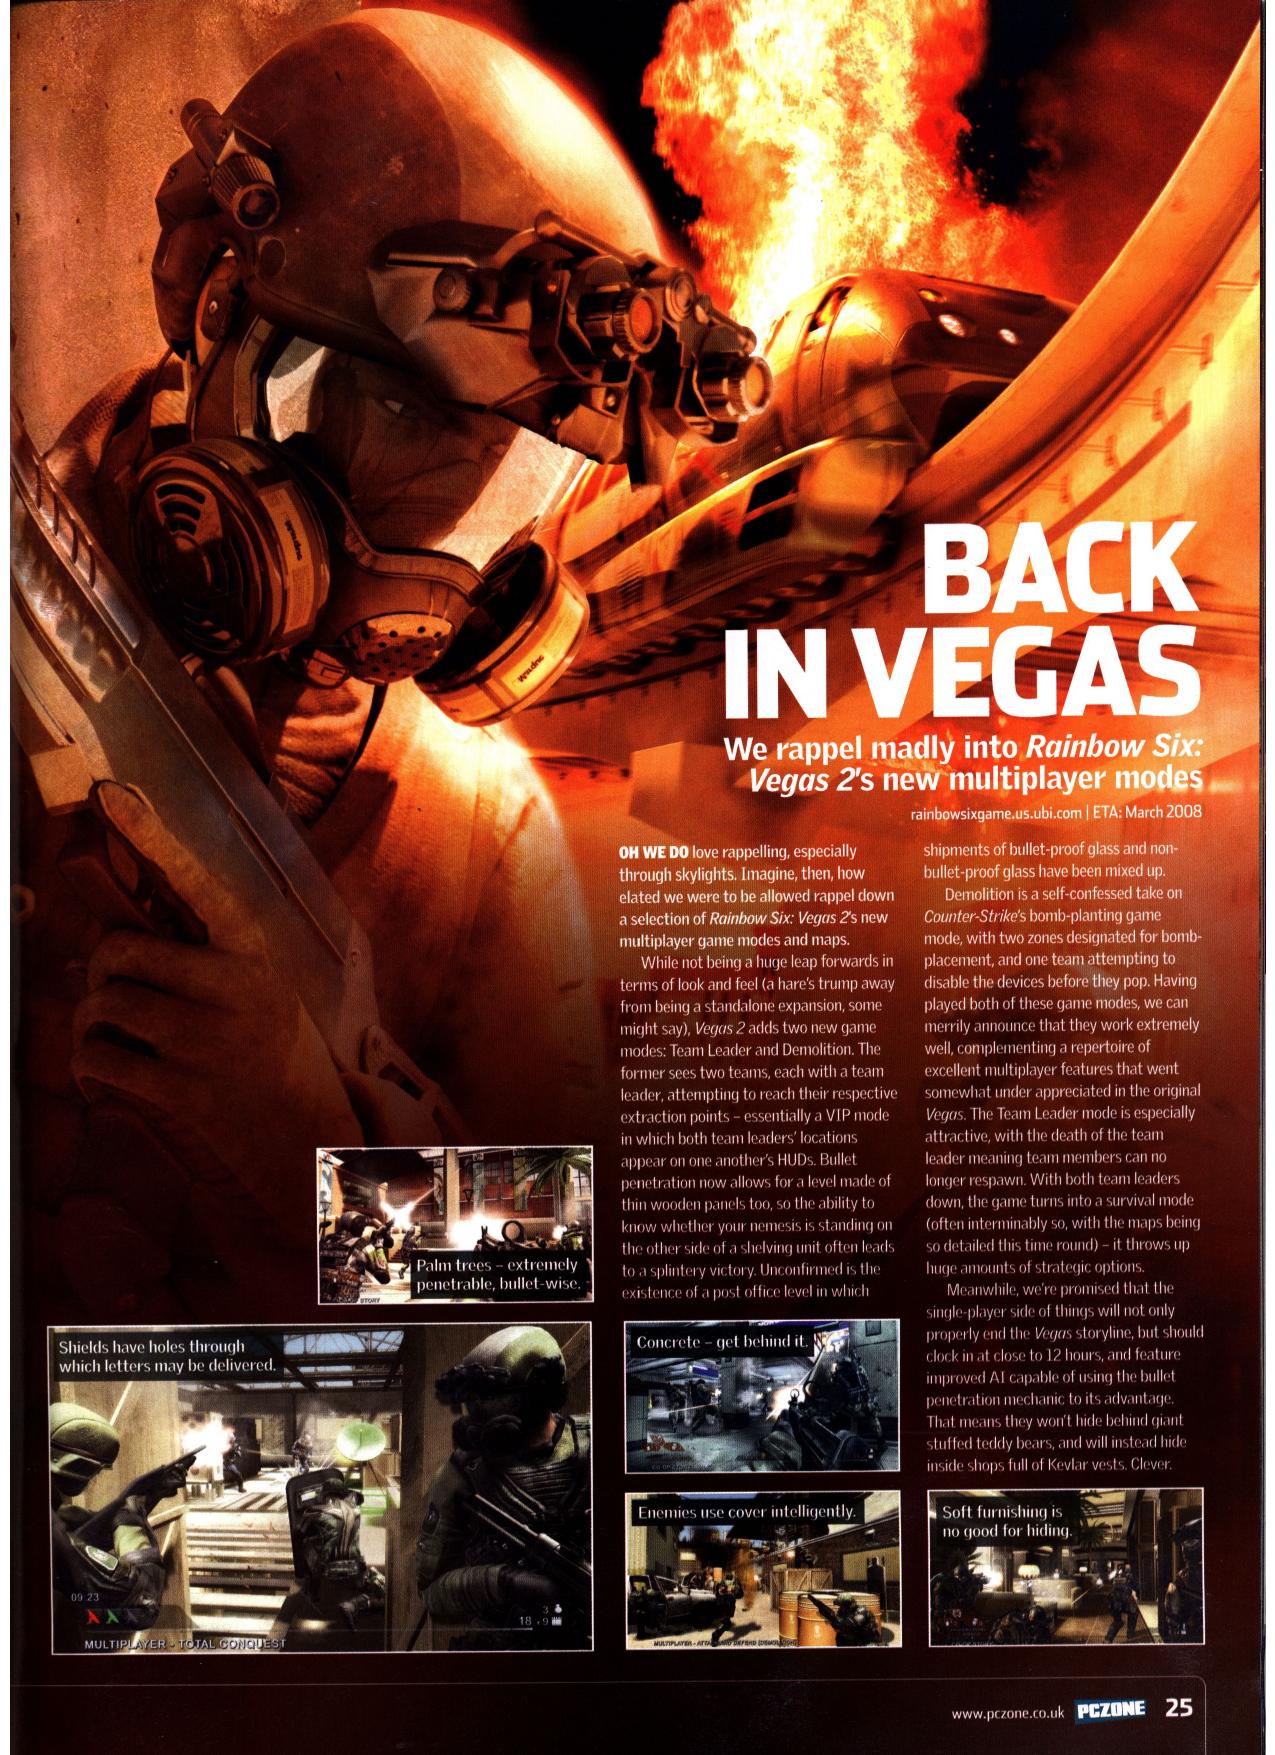 BACK
IN VEGAS
We rappel madly into Rainbow Six:
Vegas 2's new multiplayer modes
rainbowsixgame.us.ubi.com | ETA: March 2008
OH WE DO love rappelling, especially
through skylights. Imagine, then, how
elated we were to be allowed rappel down
a selection of Rainbow Six: Vegas 2's new
multiplayer game modes and maps.
While not being a huge leap forwards in
terms of look and feel (a hare's trump away
from being a standalone expansion, some
might say), Vegas 2 adds two new game
modes: Team Leader and Demolition. The
former sees two teams, each with a team
leader, attempting to reach their respective
extraction points – essentially a VIP mode
in which both team leaders' locations
appear on one another's HUDs. Bullet
penetration now allows for a level made of
thin wooden panels too, so the ability to
know whether your nemesis is standing on
the other side of a shelving unit often leads
to a splintery victory. Unconfirmed is the
existence of a post office level in which
shipments of bullet-proof glass and non-
bullet-proof glass have been mixed up.
Demolition is a self-confessed take on
Counter-Strike's bomb-planting game
mode, with two zones designated for bomb-
placement, and one team attempting to
disable the devices before they pop. Having
played both of these game modes, we can
merrily announce that they work extremely
well, complementing a repertoire of
excellent multiplayer features that went
somewhat under appreciated in the original
Vegas. The Team Leader mode is especially
attractive, with the death of the team
leader meaning team members can no
longer respawn. With both team leaders
down, the game turns into a survival mode
(often interminably so, with the maps being
so detailed this time round) – it throws up
huge amounts of strategic options.
Meanwhile, we're promised that the
single-player side of things will not only
properly end the Vegas storyline, but should
clock in at close to 12 hours, and feature
improved AI capable of using the bullet
penetration mechanic to its advantage.
That means they won't hide behind giant
stuffed teddy bears, and will instead hide
inside shops full of Kevlar vests. Clever.
Palm trees – extremely
penetrable, bullet-wise.
STORY
Shields have holes through
which letters may be delivered.
09:23
3
18 - 9
MULTIPLAYER - TOTAL CONQUEST
Concrete – get behind it.
Enemies use cover intelligently.
MULTIPLAYER - ATTACK AND DEFEND (DEMOLITION)
Soft furnishing is
no good for hiding.
www.pczone.co.uk PCZONE 25